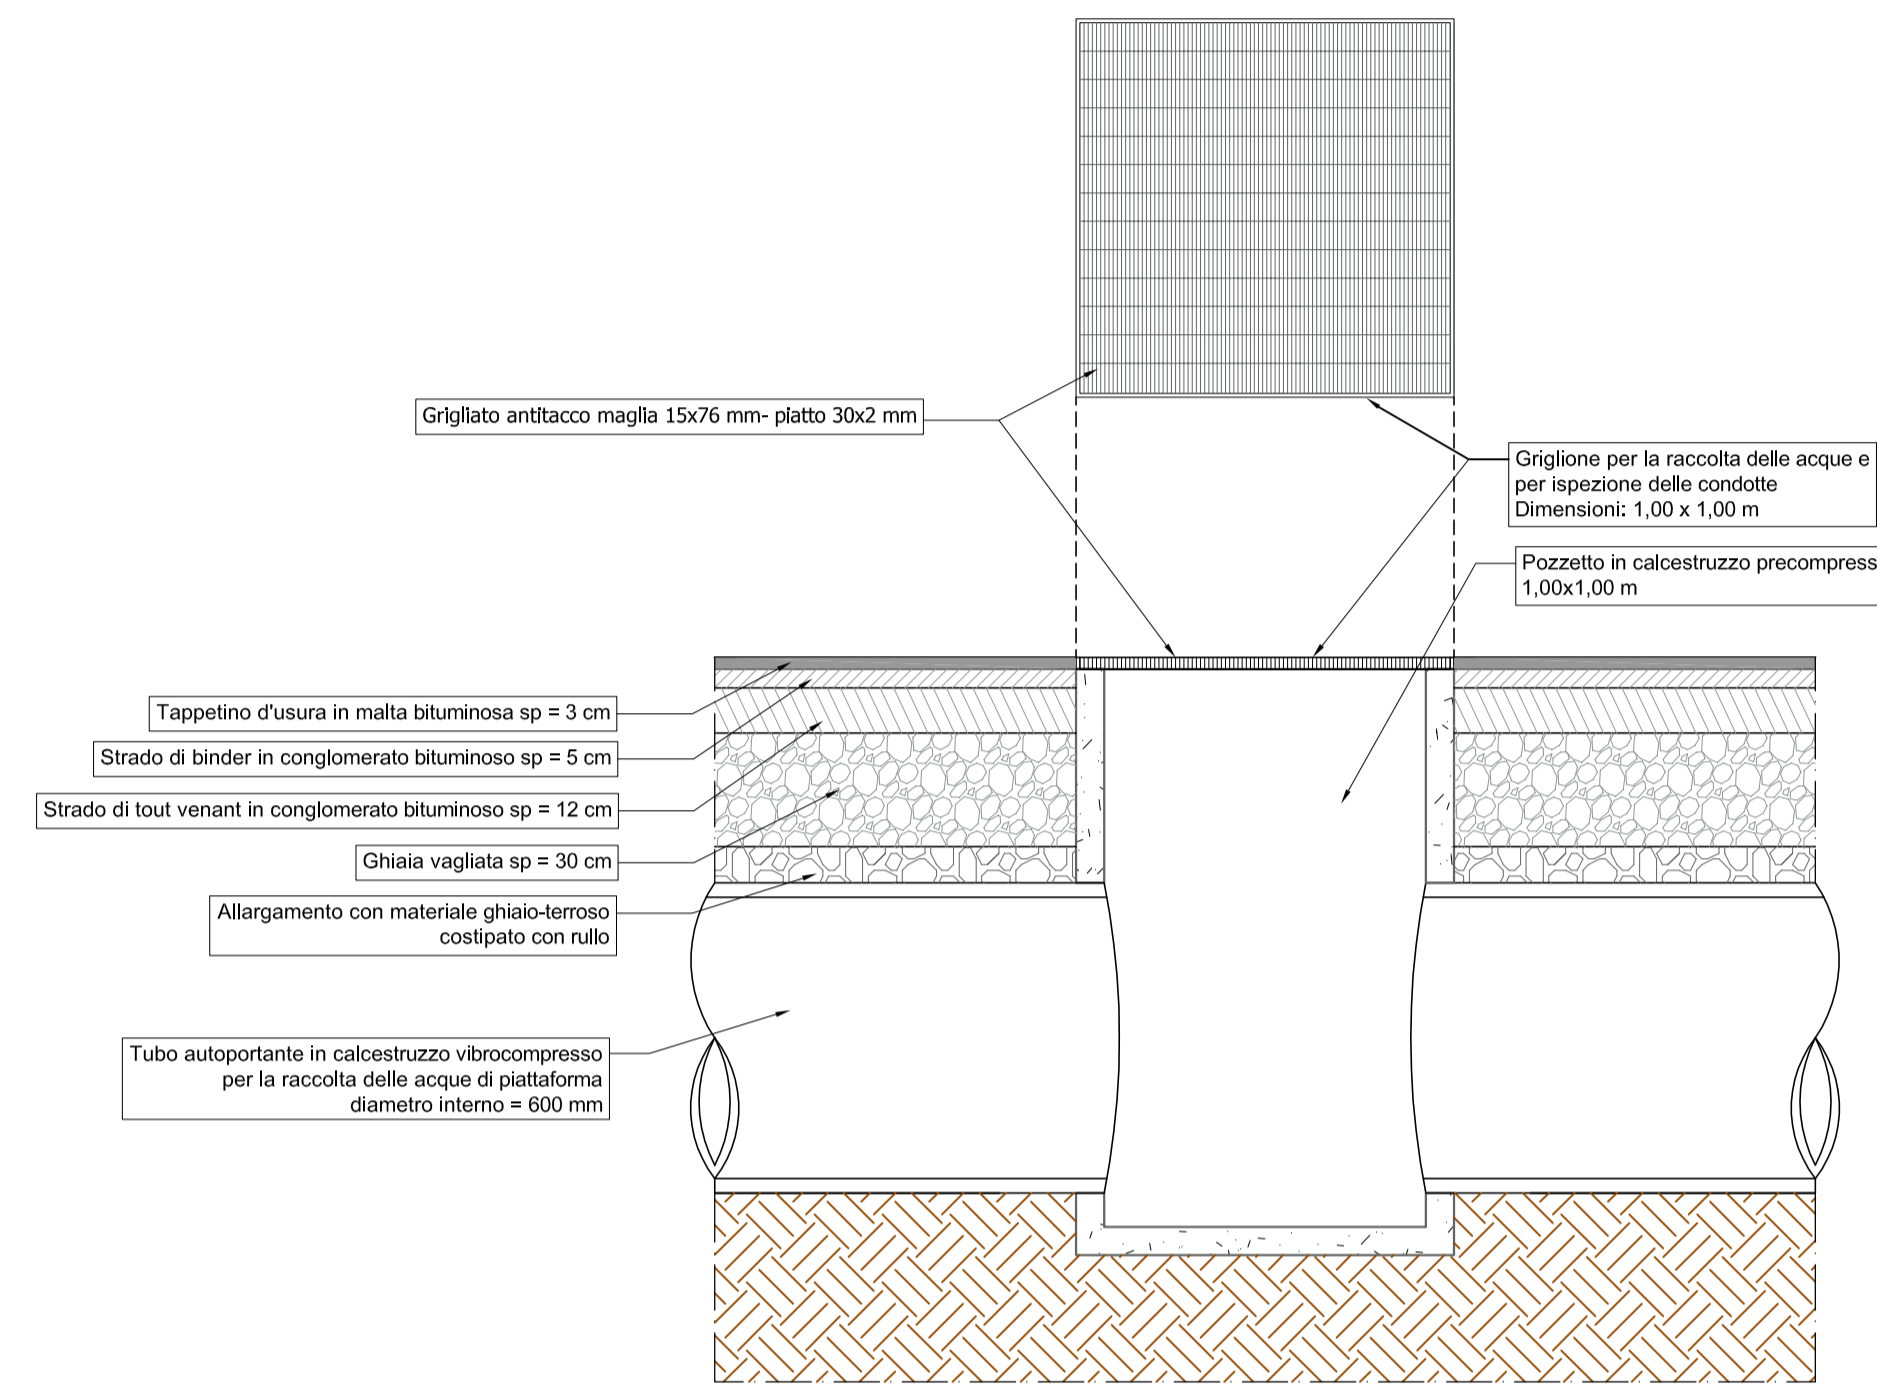 Grigliato antitacco maglia 15x76 mm- piatto 30x2 mm
Griglione per la raccolta delle acque e
per ispezione delle condotte
Dimensioni: 1,00 x 1,00 m
Pozzetto in calcestruzzo precompress
1,00x1,00 m
Tappetino d'usura in malta bituminosa sp = 3 cm
Strado di binder in conglomerato bituminoso sp = 5 cm
Strado di tout venant in conglomerato bituminoso sp = 12 cm
Ghiaia vagliata sp = 30 cm
Allargamento con materiale ghiaio-terroso
costipato con rullo
Tubo autoportante in calcestruzzo vibrocompresso
per la raccolta delle acque di piattaforma
diametro interno = 600 mm